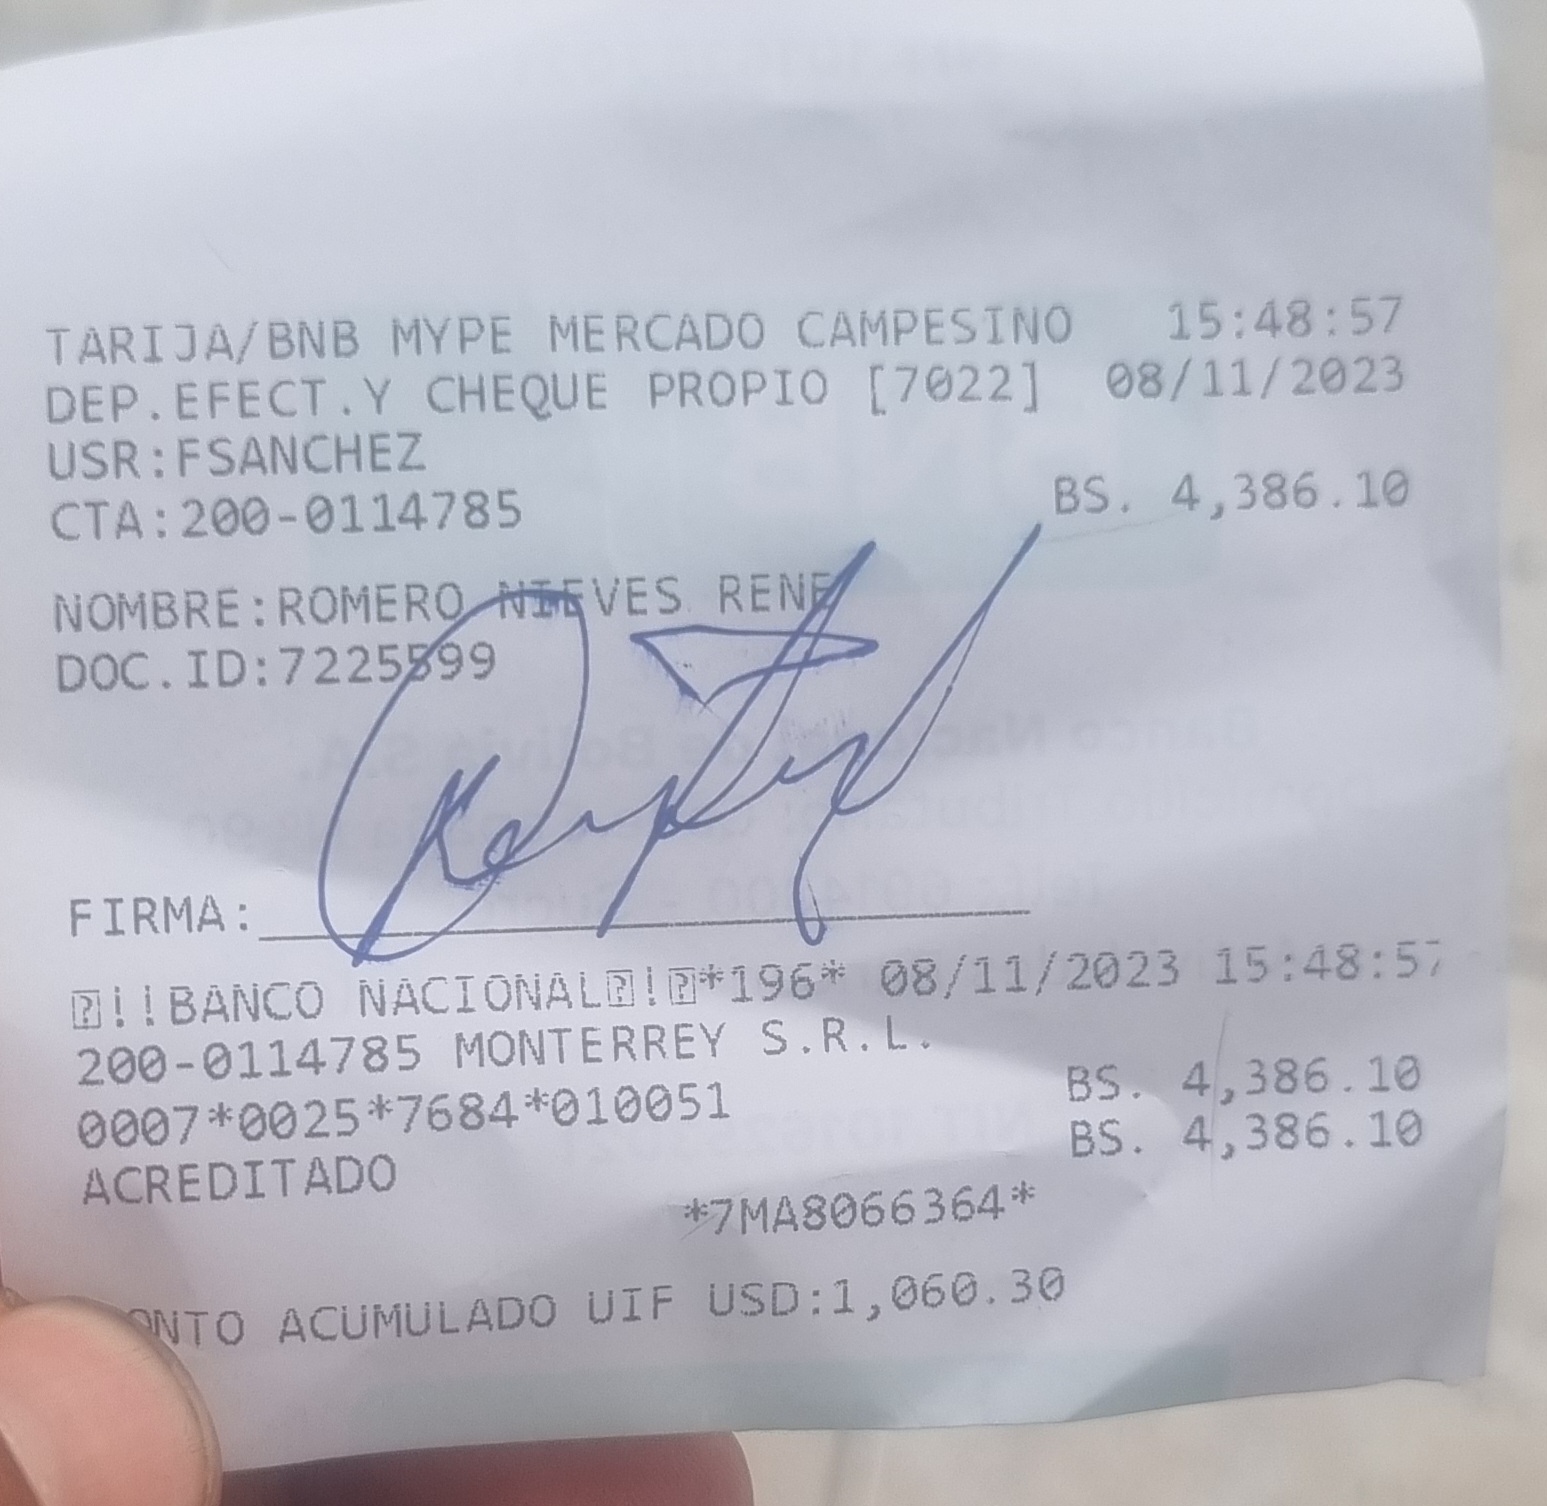 TARIJA/BNB MYPE MERCADO CAMPESINO 15:48:57
DEP.EFECT.Y CHEQUE PROPIO [7022] 08/11/2023
USR:FSANCHEZ
CTA:200-0114785 BS. 4,386.10
NOMBRE:ROMERO NIEVES RENE
DOC.ID:7225599
FIRMA:
!!BANCO NACIONAL!*196* 08/11/2023 15:48:57
200-0114785 MONTERREY S.R.L.
0007*0025*7684*010051 BS. 4,386.10
ACREDITADO BS. 4,386.10
*7MA8066364*
ONTO ACUMULADO UIF USD:1,060.30